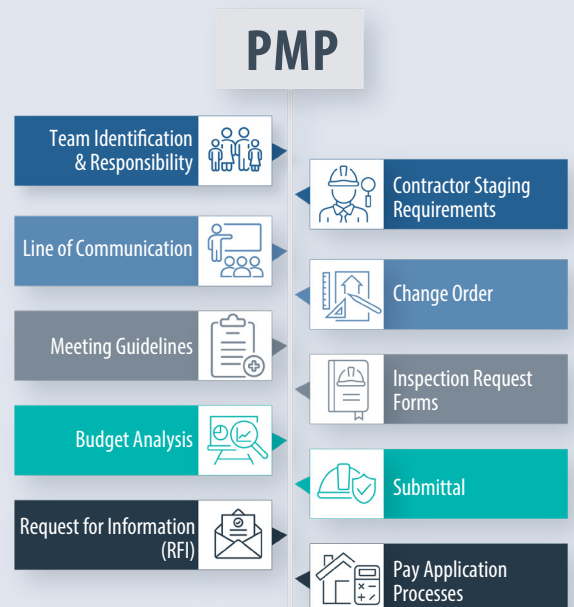 PMP
Team Identification
& Responsibility
Contractor Staging
Requirements
Line of Communication
Change Order
Meeting Guidelines
Inspection Request
Forms
Budget Analysis
Submittal
Request for Information
(RFI)
Pay Application
Processes